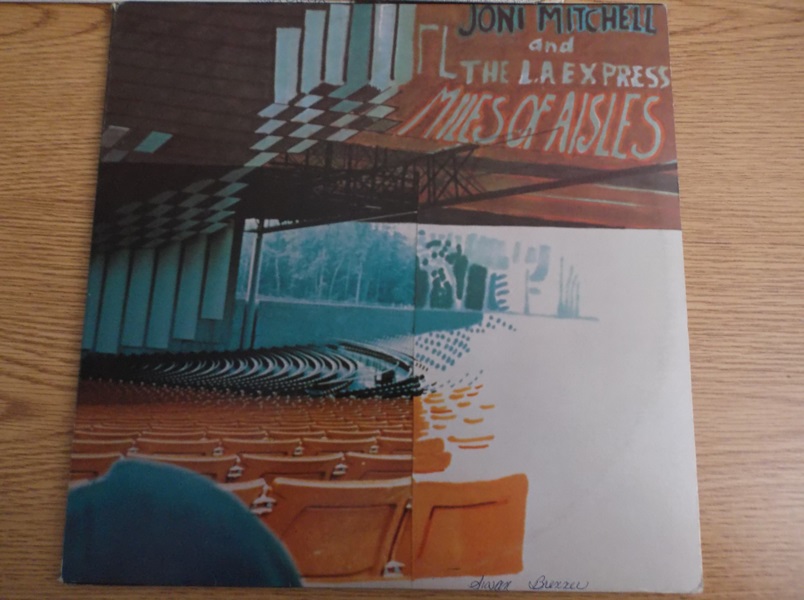 JONI MITCHELL
and
THE L.A EXPRESS
MILES OF AISLES